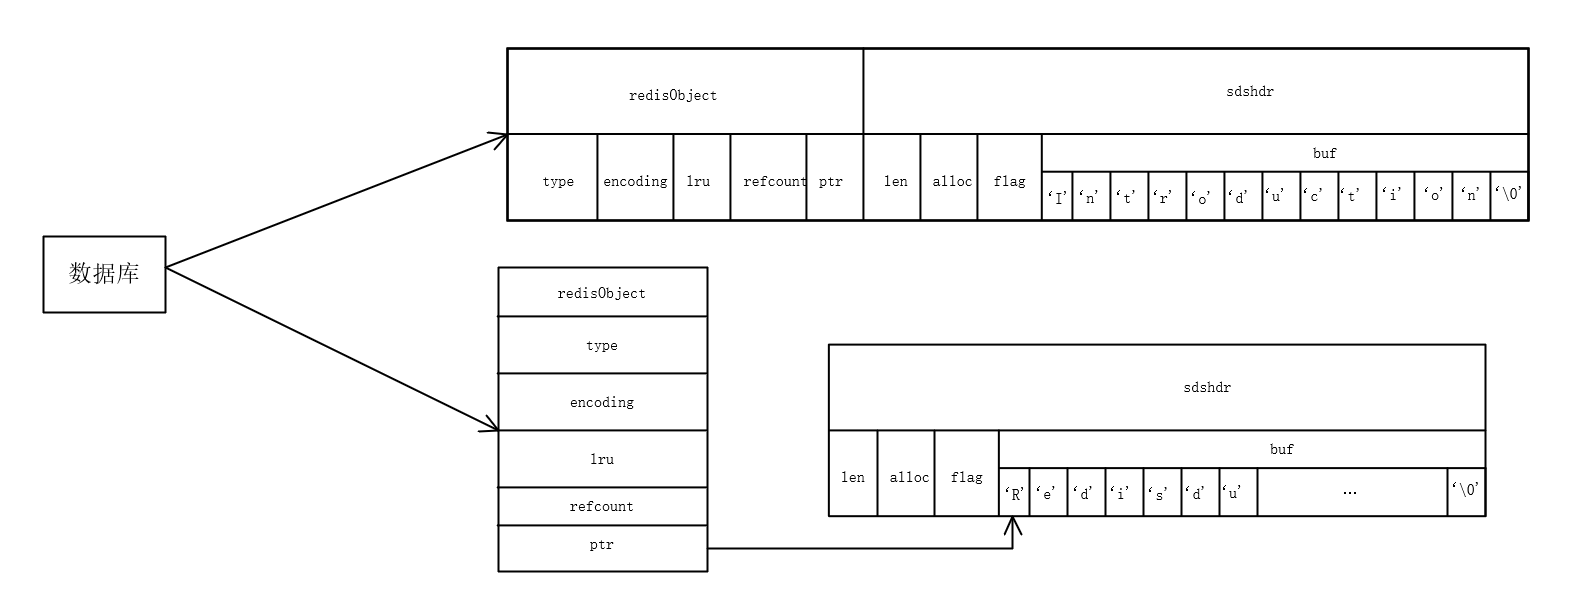 redisObject
sdshdr
type encoding lru refcount ptr len alloc flag
buf
‘I’ ‘n’ ‘t’ ‘r’ ‘o’ ‘d’ ‘u’ ‘c’ ‘t’ ‘i’ ‘o’ ‘n’ ‘\0’
数据库
redisObject
type
encoding
lru
refcount
ptr
sdshdr
len alloc flag
buf
‘R’ ‘e’ ‘d’ ‘i’ ‘s’ ‘d’ ‘u’ ... ‘\0’